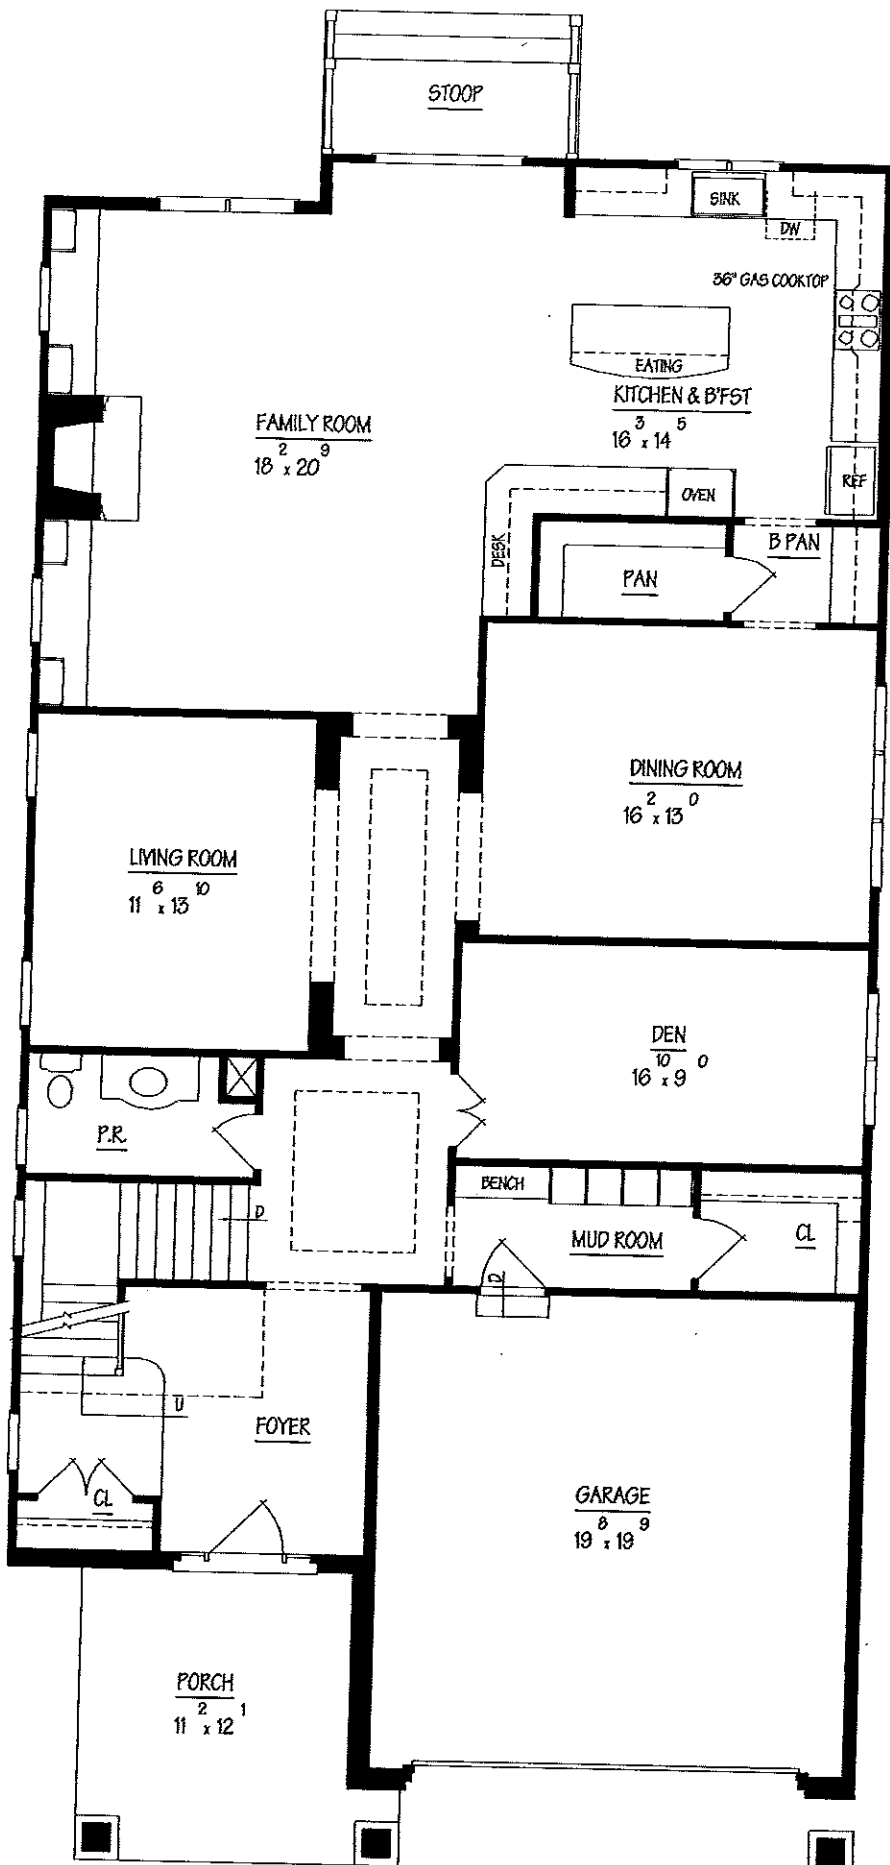 STOOP
SINK
DW
36" GAS COOKTOP
EATING
KITCHEN & B'FST
16 3 x 14 5
FAMILY ROOM
18 2 x 20 9
REF
OVEN
DESK
B PAN
PAN
DINING ROOM
16 2 x 13 0
LIVING ROOM
11 6 x 13 10
DEN
16 10 x 9 0
P.R.
BENCH
D
MUD ROOM
CL
D
U
FOYER
CL
GARAGE
19 8 x 19 9
PORCH
11 2 x 12 1